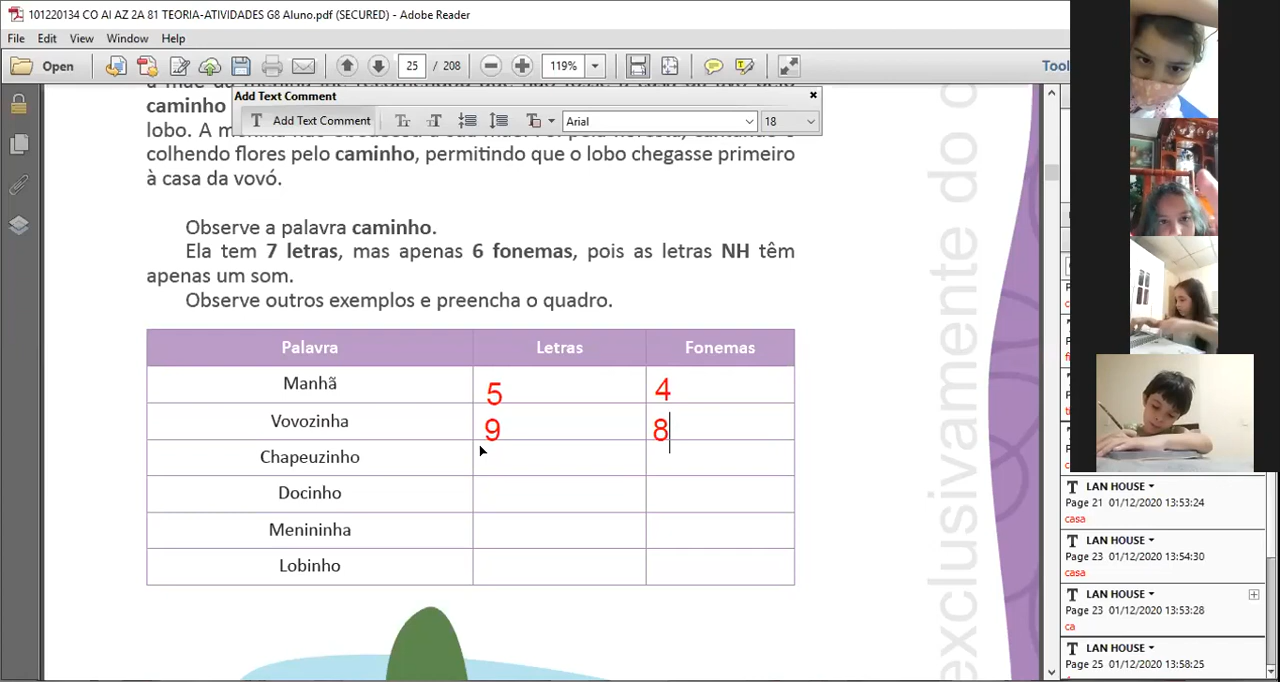 101220134 CO AI AZ 2A 81 TEORIA-ATIVIDADES G8 Aluno.pdf (SECURED) - Adobe Reader
File Edit View Window Help
Open 25 / 208 119% Tool
Add Text Comment
Add Text Comment Arial 18
caminho
lobo. A
colhendo flores pelo caminho, permitindo que o lobo chegasse primeiro
à casa da vovó.
Observe a palavra caminho.
Ela tem 7 letras, mas apenas 6 fonemas, pois as letras NH têm
apenas um som.
Observe outros exemplos e preencha o quadro.
Palavra Letras Fonemas
Manhã 5 4
Vovozinha 9 8
Chapeuzinho
Docinho
Menininha
Lobinho
exclusivamente do
LAN HOUSE
Page 21 01/12/2020 13:53:24
casa
LAN HOUSE
Page 23 01/12/2020 13:54:30
casa
LAN HOUSE
Page 23 01/12/2020 13:53:28
ca
LAN HOUSE
Page 25 01/12/2020 13:58:25